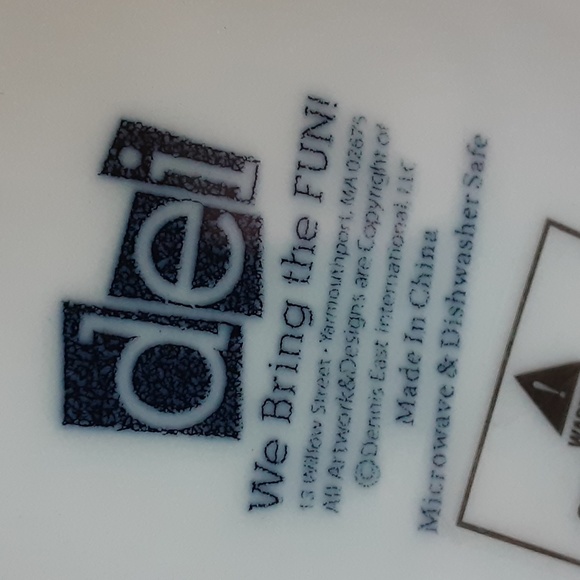 dei
We Bring the FUN!
13 Willow Street · Yarmouthport, MA 02675
All Artwork&Designs are Copyright of
©Dennis East International, LLC
Made In China
Microwave & Dishwasher Safe